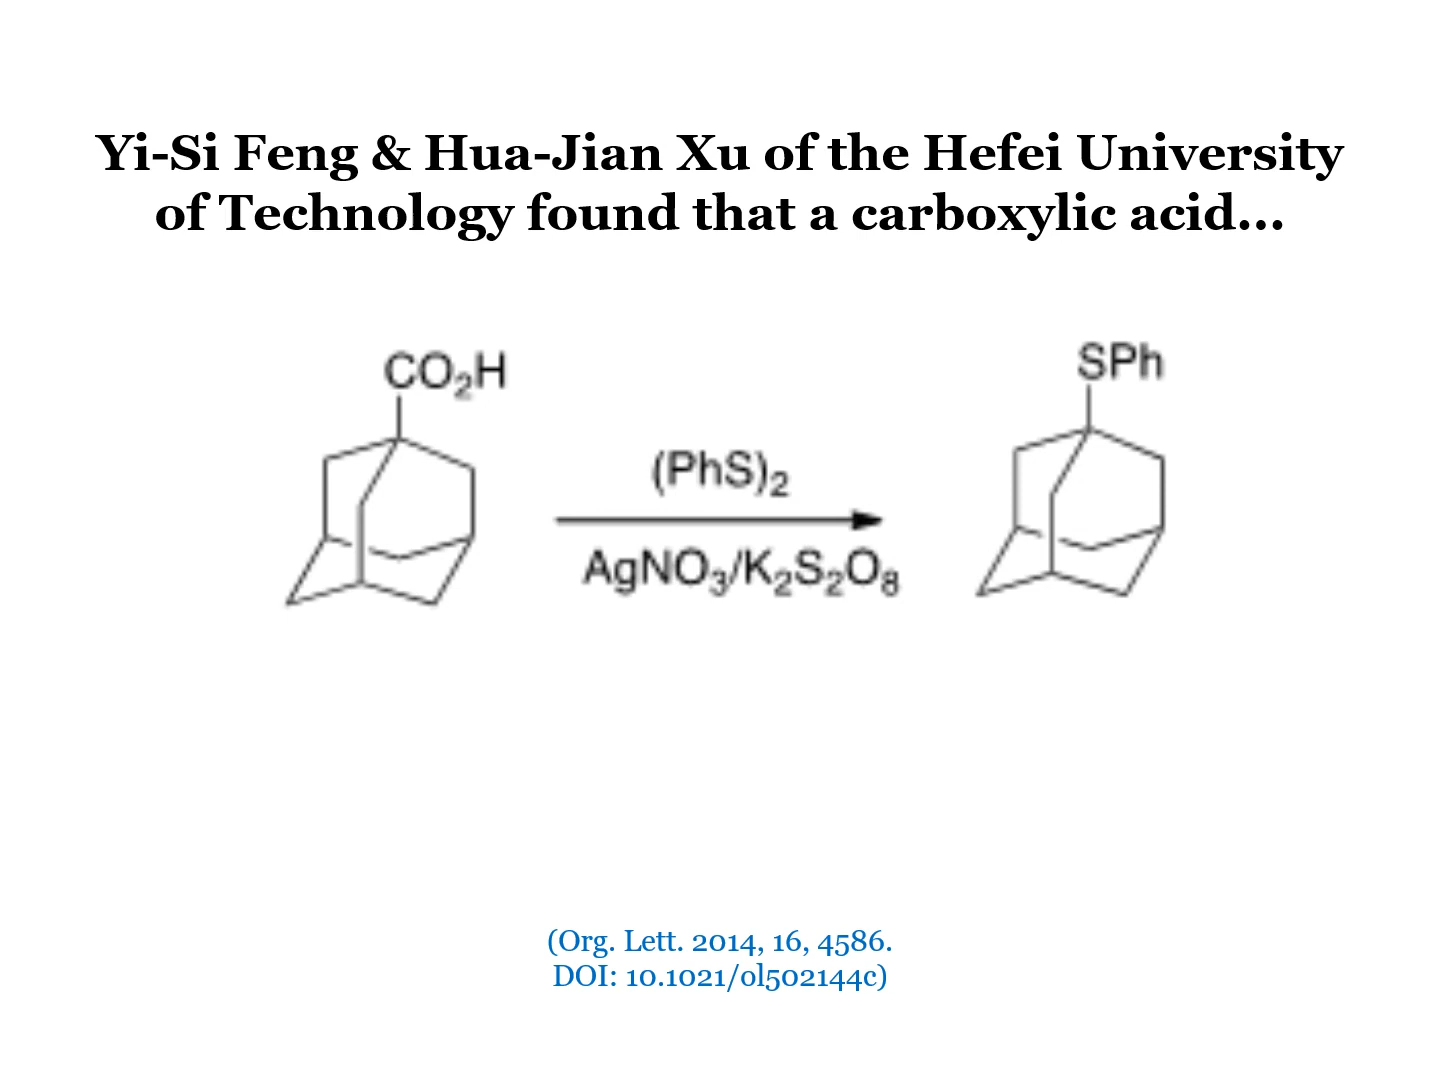 Yi-Si Feng & Hua-Jian Xu of the Hefei University
of Technology found that a carboxylic acid...
CO₂H
SPh
(PhS)₂
AgNO₃/K₂S₂O₈
(Org. Lett. 2014, 16, 4586.
DOI: 10.1021/ol502144c)